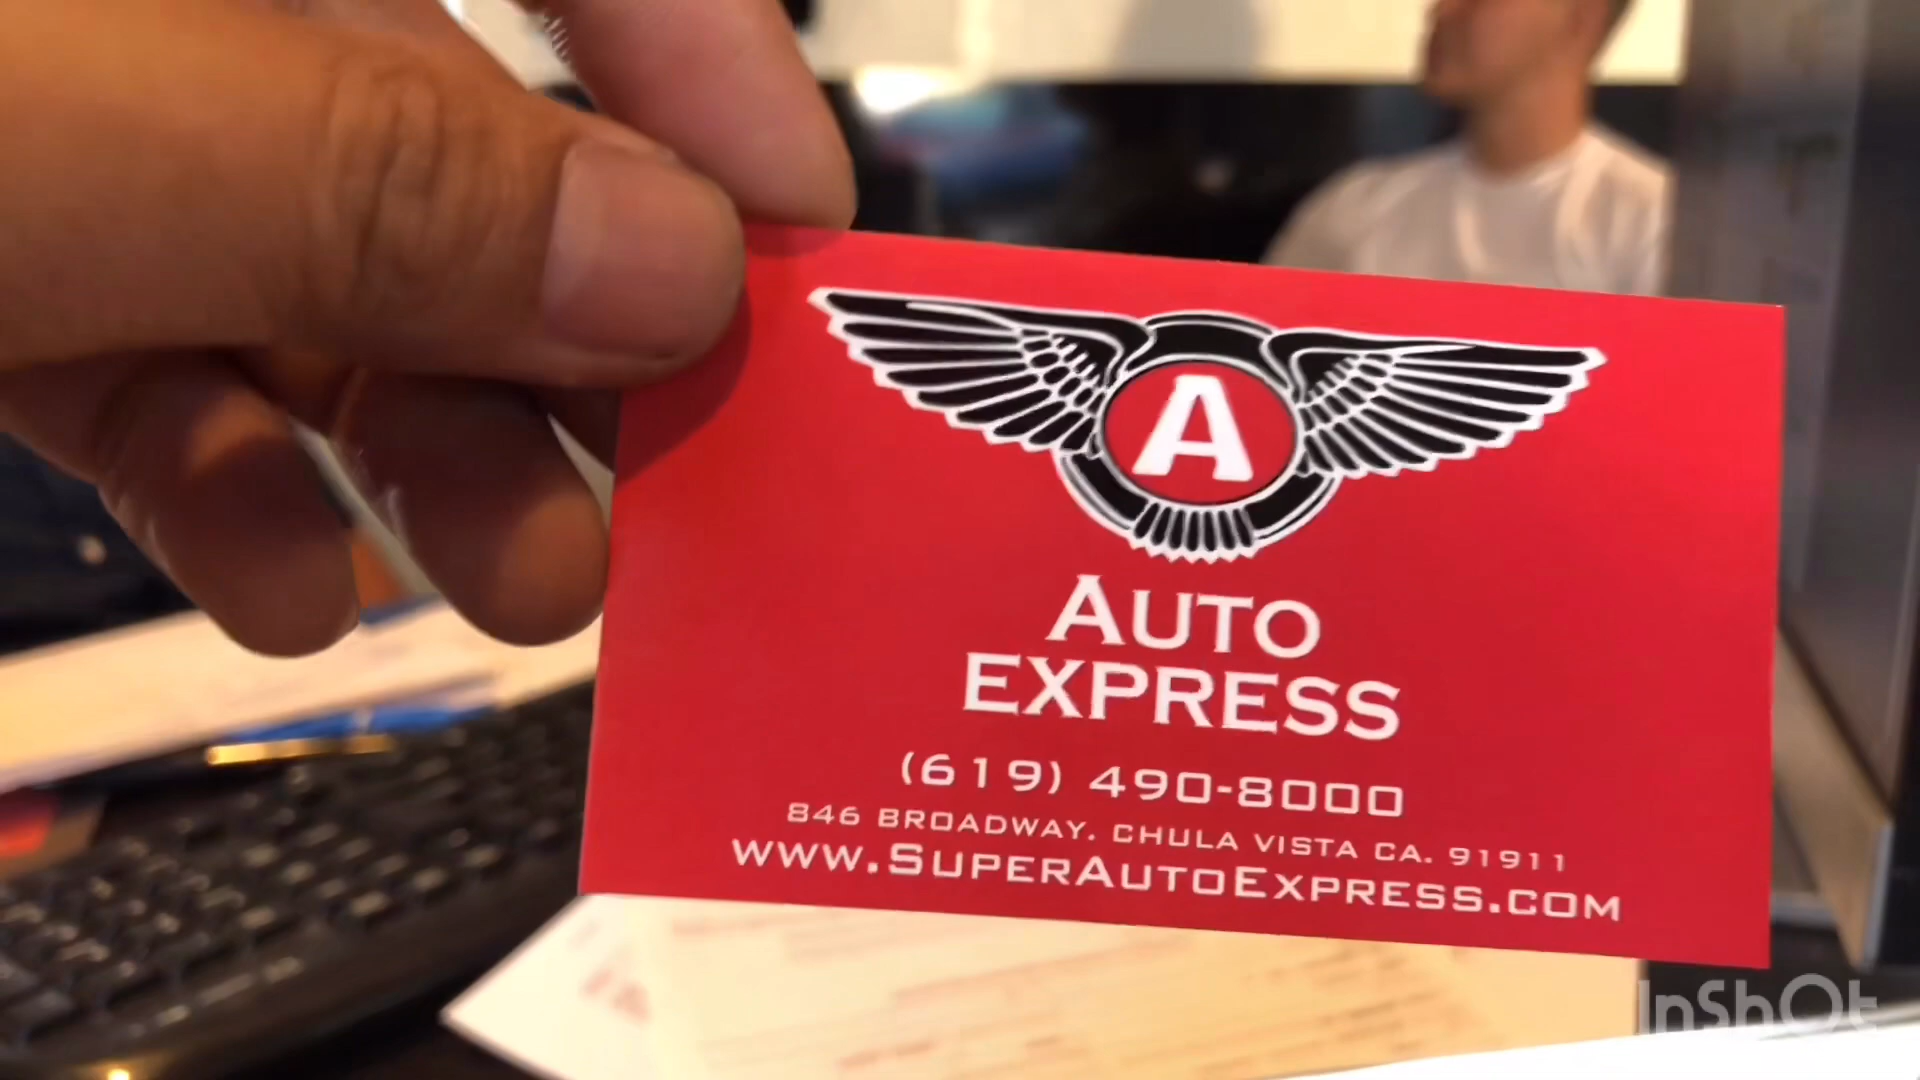 A
AUTO
EXPRESS
(619) 490-8000
846 BROADWAY. CHULA VISTA CA. 91911
WWW.SUPERAUTOEXPRESS.COM
InShOt